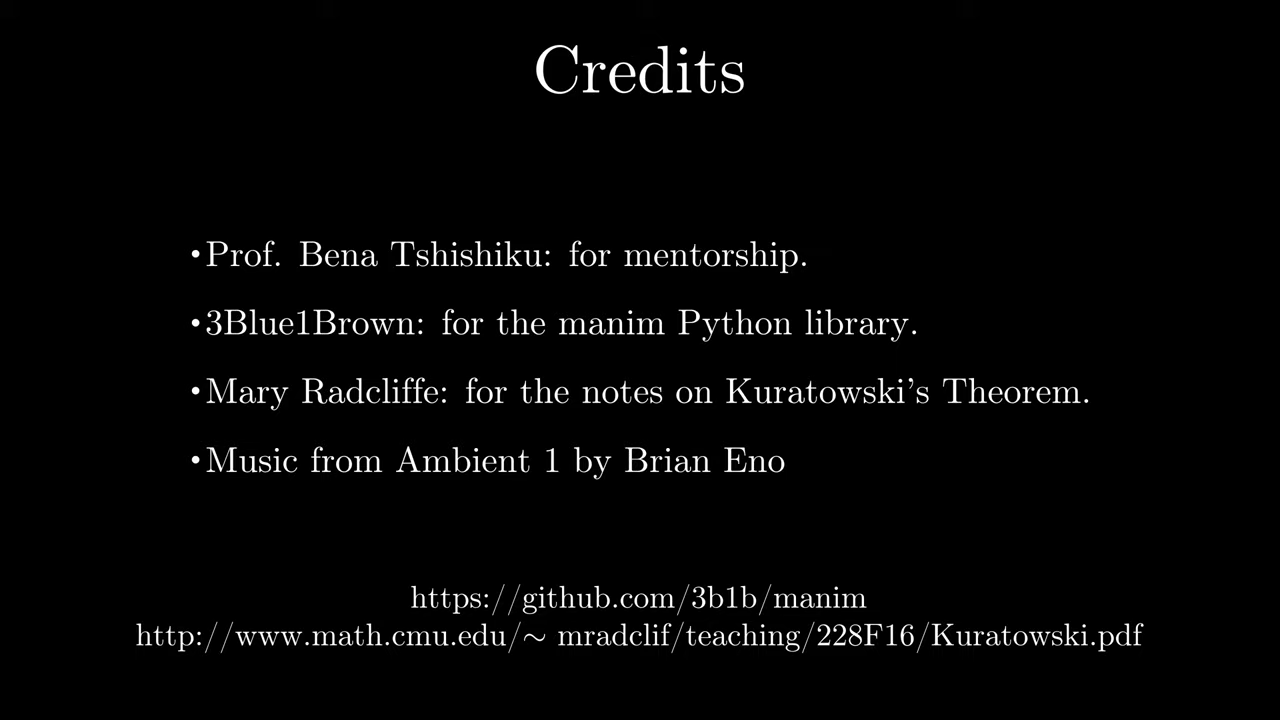 Credits
•Prof. Bena Tshishiku: for mentorship.
•3Blue1Brown: for the manim Python library.
•Mary Radcliffe: for the notes on Kuratowski's Theorem.
•Music from Ambient 1 by Brian Eno
https://github.com/3b1b/manim
http://www.math.cmu.edu/∼ mradclif/teaching/228F16/Kuratowski.pdf